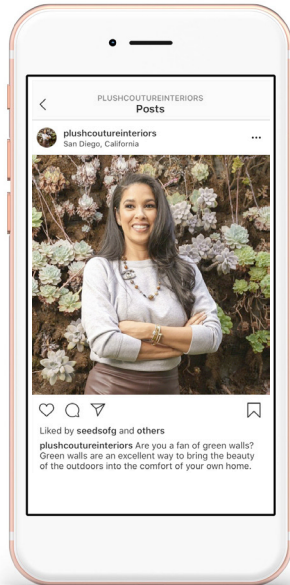 PLUSHCOUTUREINTERIORS
Posts
plushcoutureinteriors
San Diego, California
Liked by seedsofg and others
plushcoutureinteriors Are you a fan of green walls?
Green walls are an excellent way to bring the beauty
of the outdoors into the comfort of your own home.